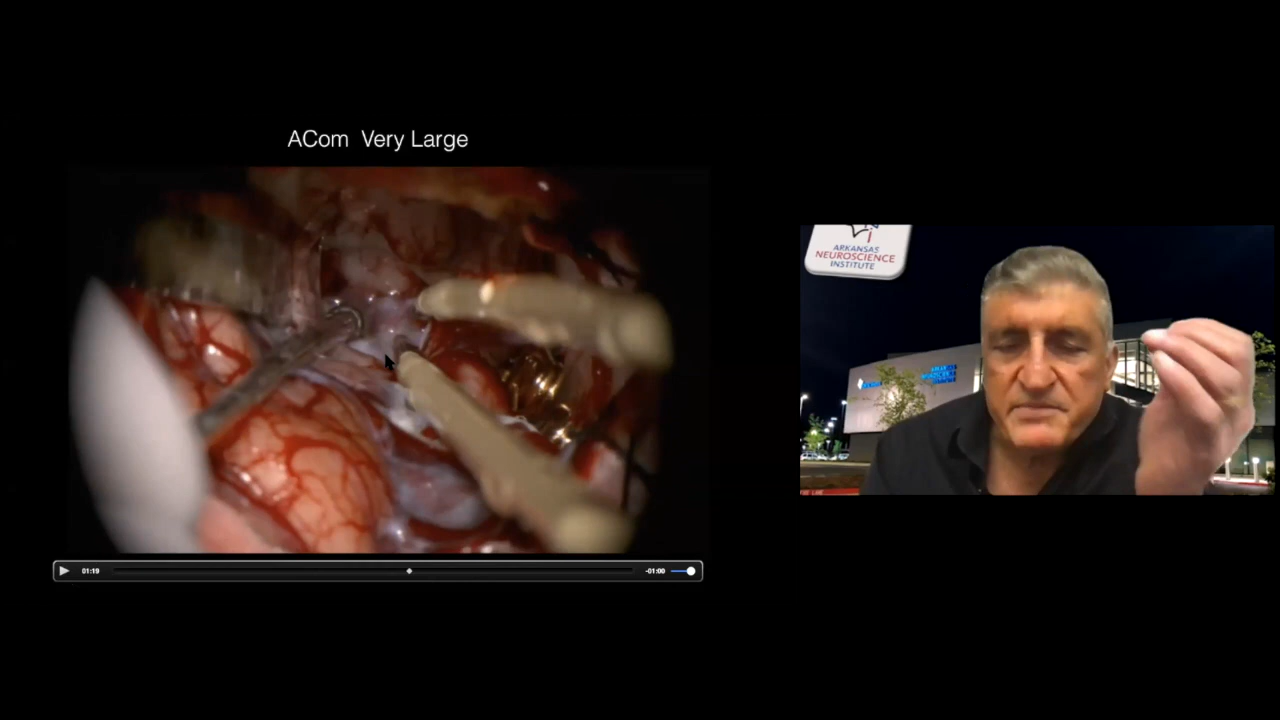 ACom Very Large
ARKANSAS
NEUROSCIENCE
INSTITUTE
01:19
-01:00